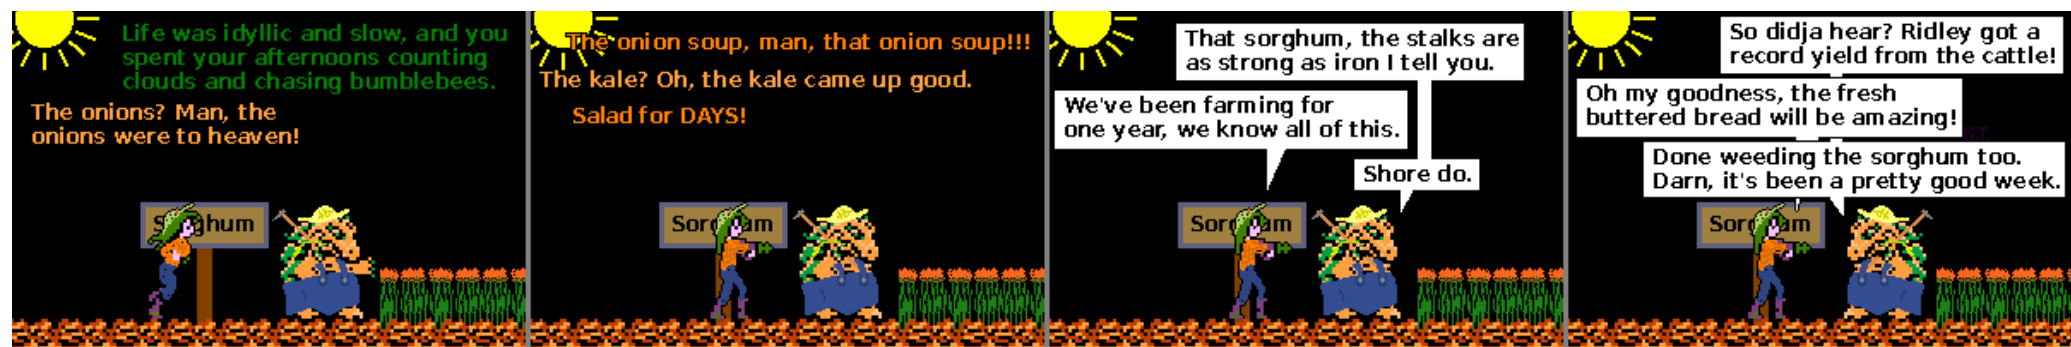 Life was idyllic and slow, and you
spent your afternoons counting
clouds and chasing bumblebees.
The onions? Man, the
onions were to heaven!
Sorghum
The onion soup, man, that onion soup!!!
The kale? Oh, the kale came up good.
Salad for DAYS!
That sorghum, the stalks are
as strong as iron I tell you.
We've been farming for
one year, we know all of this.
Shore do.
So didja hear? Ridley got a
record yield from the cattle!
Oh my goodness, the fresh
buttered bread will be amazing!
Done weeding the sorghum too.
Darn, it's been a pretty good week.